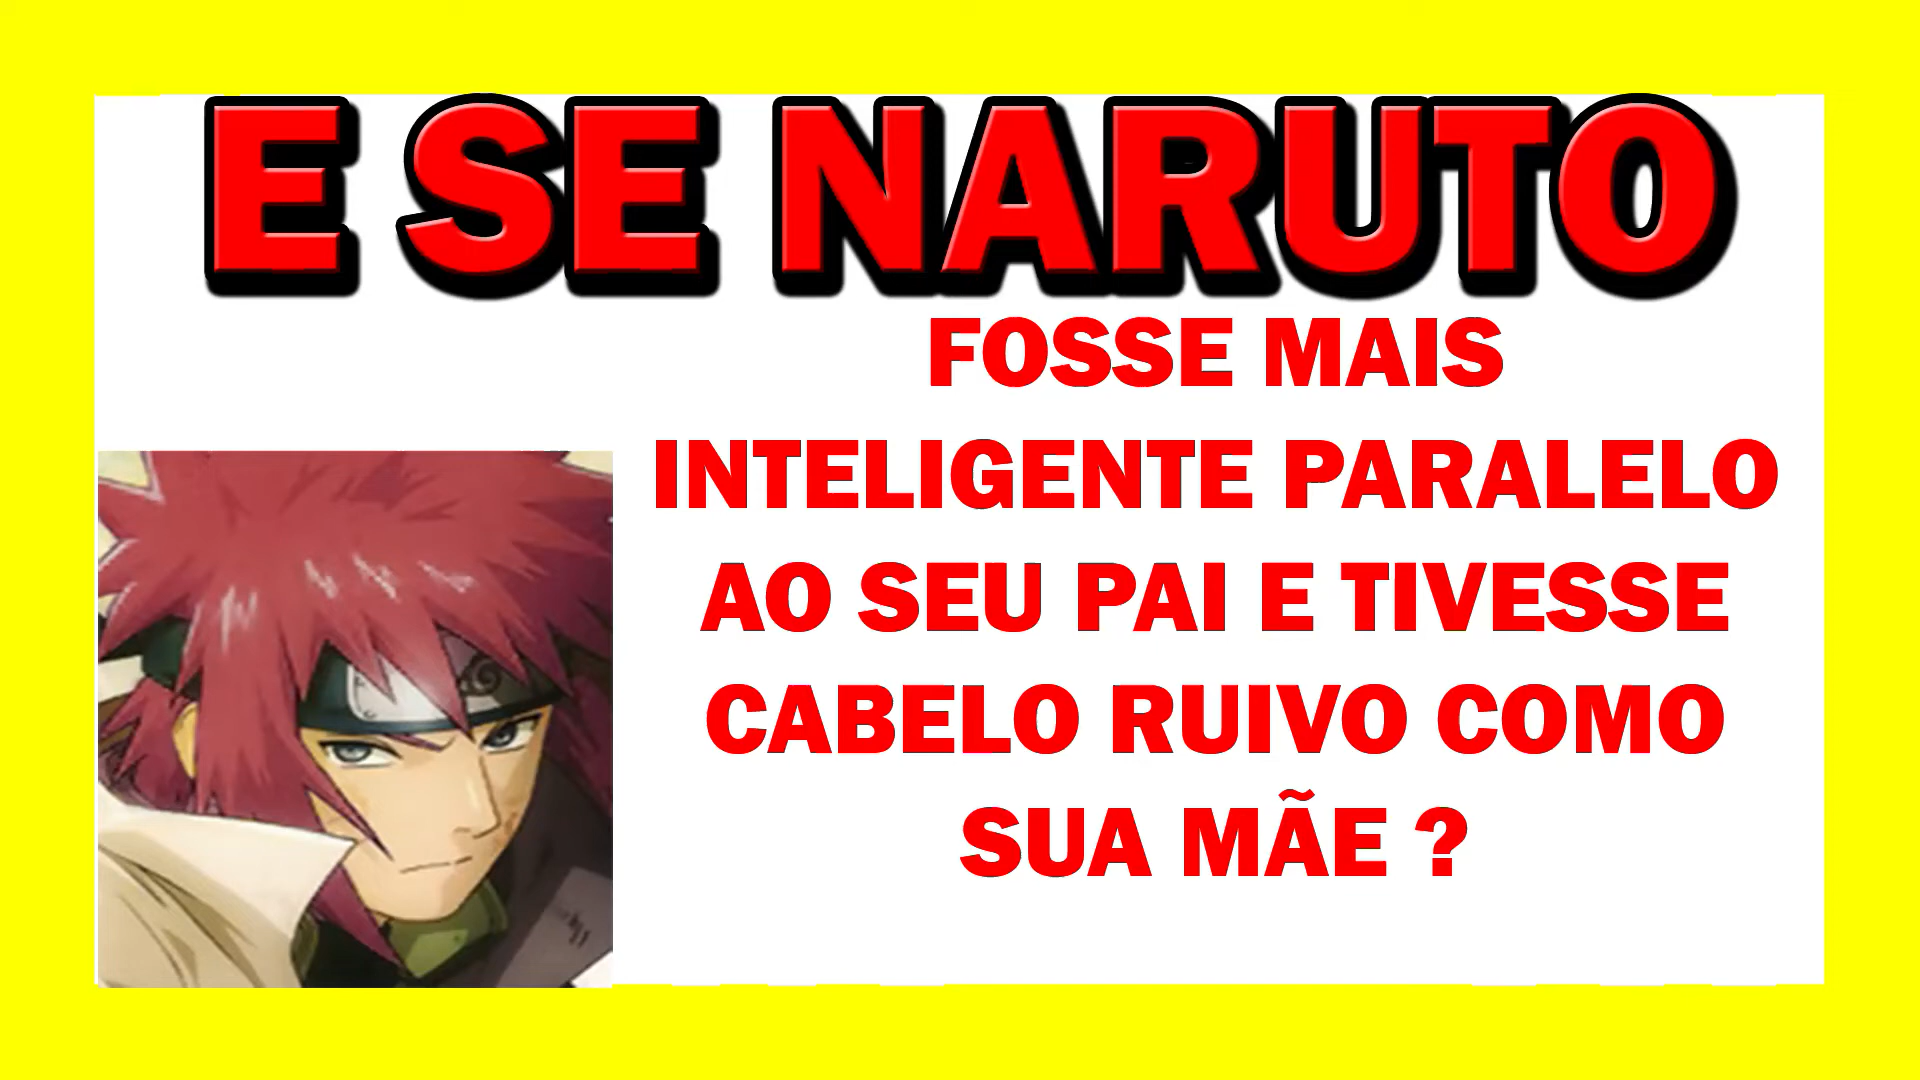 E SE NARUTO
FOSSE MAIS
INTELIGENTE PARALELO
AO SEU PAI E TIVESSE
CABELO RUIVO COMO
SUA MÃE ?